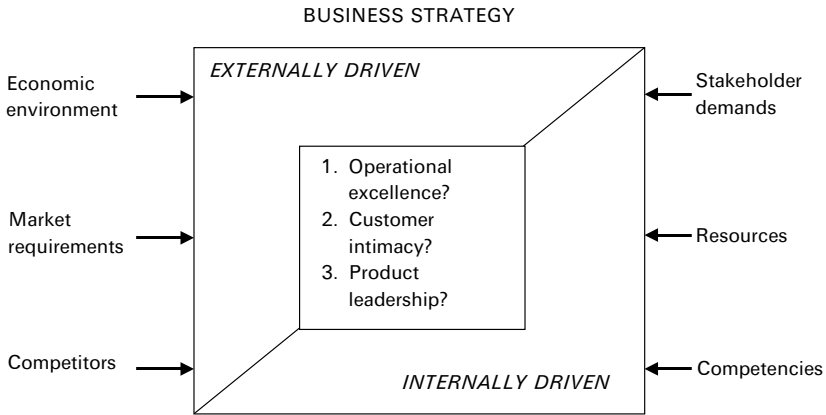 BUSINESS STRATEGY
EXTERNALLY DRIVEN
Economic
environment
Market
requirements
Competitors
1. Operational
excellence?
2. Customer
intimacy?
3. Product
leadership?
Stakeholder
demands
Resources
Competencies
INTERNALLY DRIVEN